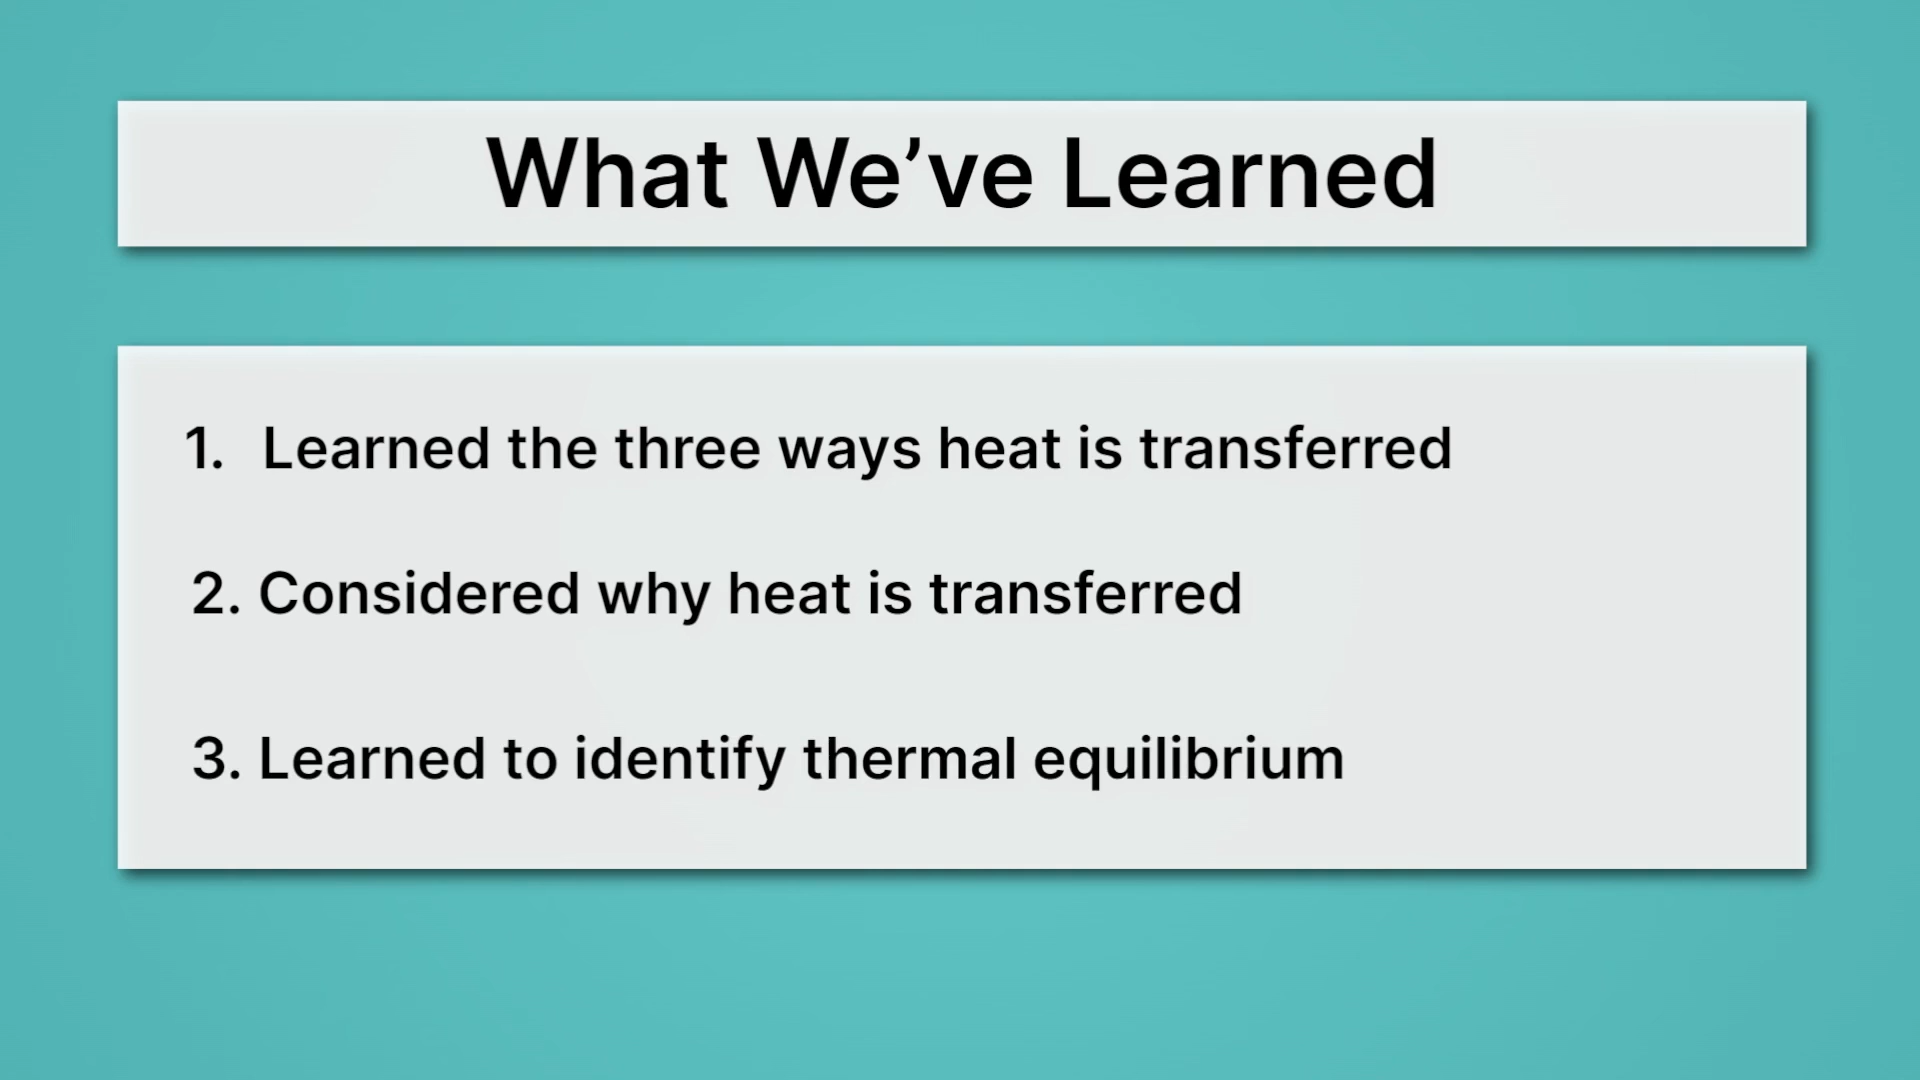 What We’ve Learned
1. Learned the three ways heat is transferred
2. Considered why heat is transferred
3. Learned to identify thermal equilibrium